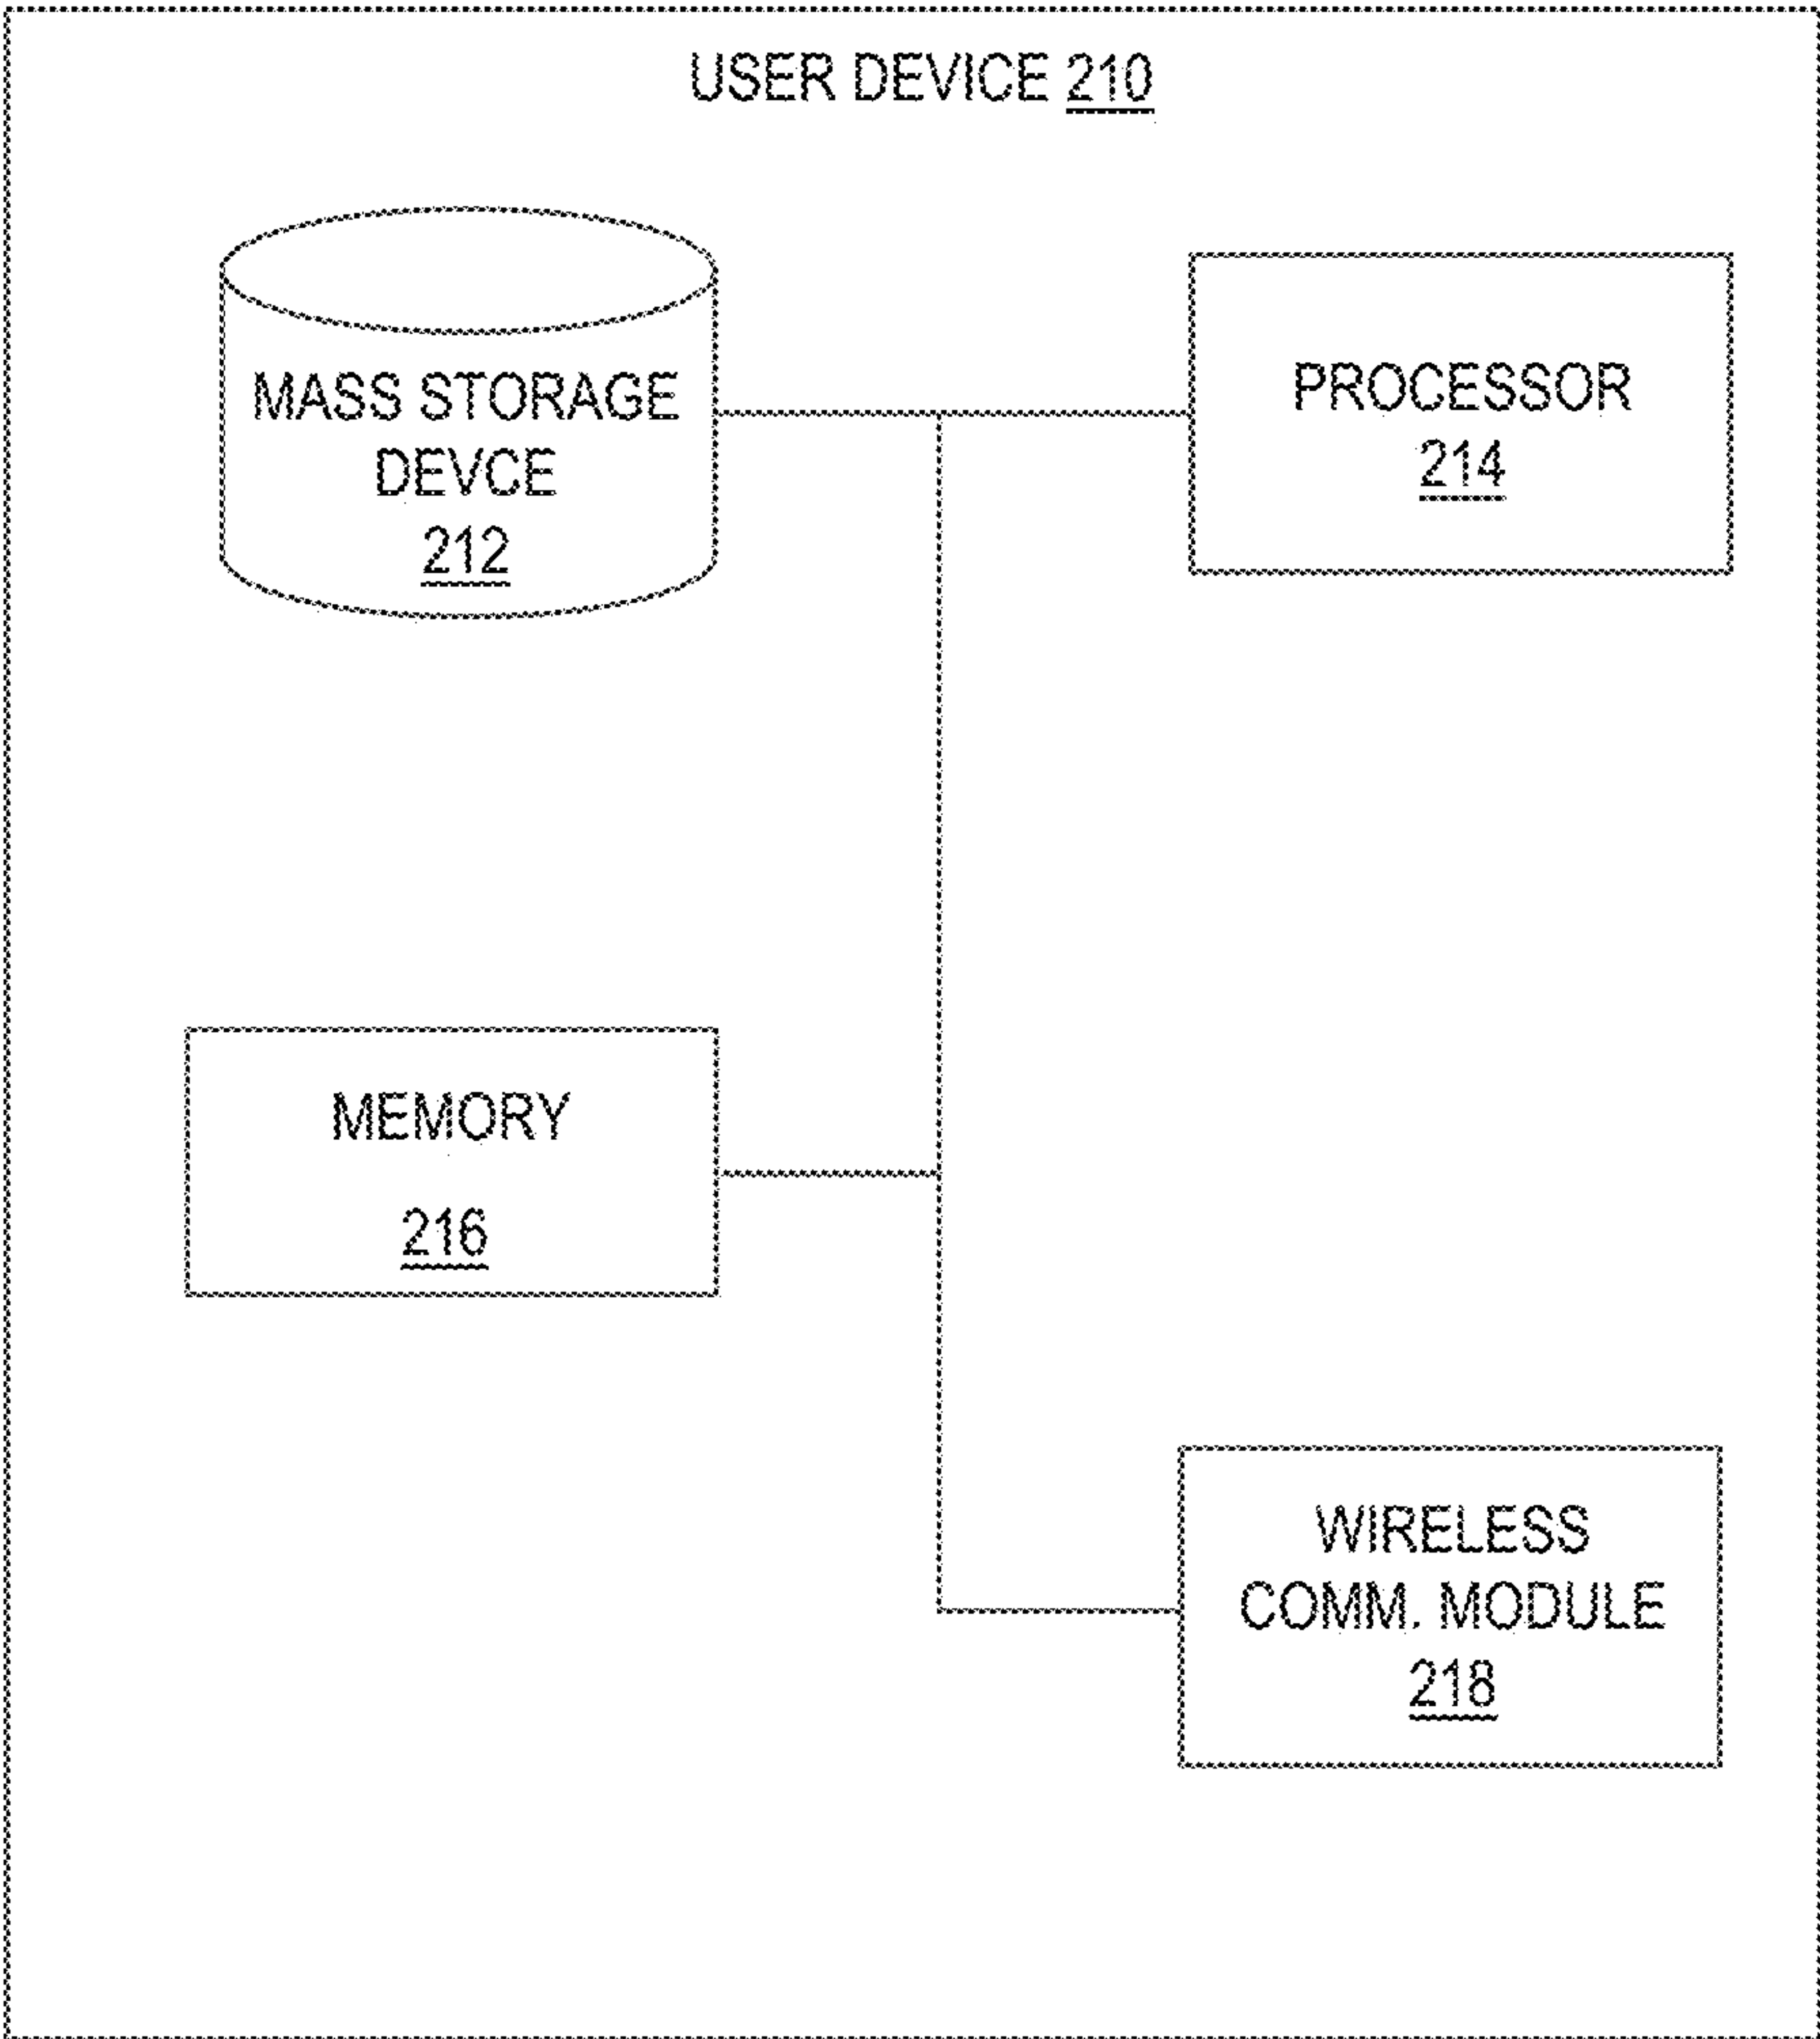 USER DEVICE 210
MASS STORAGE
DEVCE
212
PROCESSOR
214
MEMORY
216
WIRELESS
COMM. MODULE
218